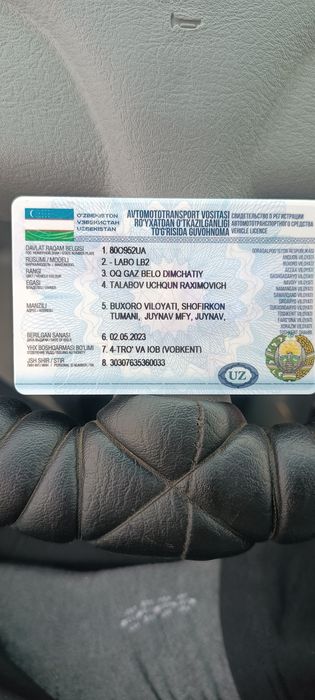 O'ZBEKISTON
ЎЗБЕКИСТАН
UZBEKISTAN
AVTOMOTOTRANSPORT VOSITASI
RO'YXATDAN O'TKAZILGANLIGI
TO'G'RISIDA GUVOHNOMA
СВИДЕТЕЛЬСТВО О РЕГИСТРАЦИИ
АВТОМОТОТРАНСПОРТНОГО СРЕДСТВА
VEHICLE LICENCE
DAVLAT RAQAM BELGISI 1. 80O952UA
RUSUMI / MODELI 2. - LABO LB2
RANGI 3. OQ GAZ BELO DIMCHATIY
EGASI 4. TALABOV UCHQUN RAXIMOVICH
MANZILI 5. BUXORO VILOYATI, SHOFIRKON
TUMANI, JUYNAV MFY, JUYNAV,
BERILGAN SANASI 6. 02.05.2023
YHX BOSHQARMASI BO'LIMI 7. 4-TRO' VA IOB (VOBKENT)
JSH SHIR / STIR 8. 30307635360033
UZ